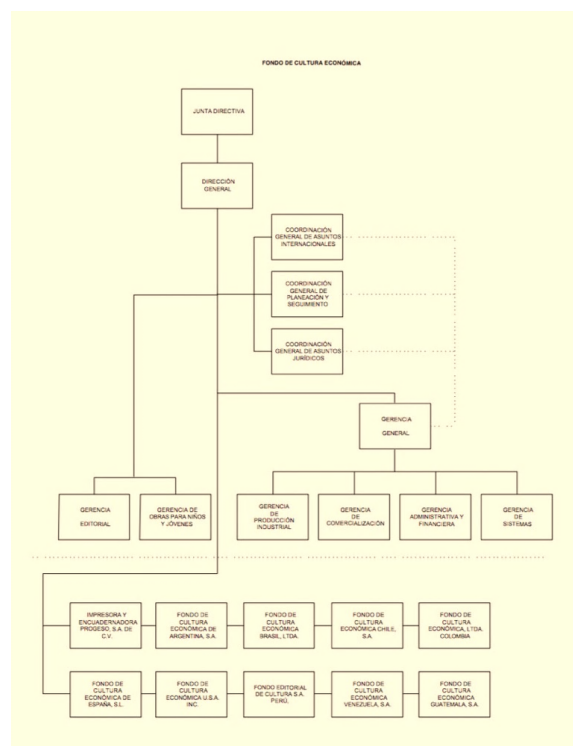 FONDO DE CULTURA ECONÓMICA
JUNTA DIRECTIVA
DIRECCIÓN
GENERAL
COORDINACIÓN
GENERAL DE ASUNTOS
INTERNACIONALES
COORDINACIÓN
GENERAL DE
PLANEACIÓN Y
SEGUIMIENTO
COORDINACIÓN
GENERAL DE ASUNTOS
JURÍDICOS
GERENCIA
GENERAL
GERENCIA
EDITORIAL
GERENCIA DE
OBRAS PARA NIÑOS
Y JÓVENES
GERENCIA
DE
PRODUCCIÓN
INDUSTRIAL
GERENCIA
DE
COMERCIALIZACIÓN
GERENCIA
ADMINISTRATIVA Y
FINANCIERA
GERENCIA
DE
SISTEMAS
IMPRESORA Y
ENCUADERNADORA
PROGESO, S.A. DE
C.V.
FONDO DE
CULTURA
ECONÓMICA DE
ARGENTINA, S.A.
FONDO DE
CULTURA
ECONÓMICA
BRASIL, LTDA.
FONDO DE
CULTURA
ECONÓMICA CHILE,
S.A.
FONDO DE
CULTURA
ECONÓMICA, LTDA.
COLOMBIA
FONDO DE
CULTURA
ECONÓMICA DE
ESPAÑA, S.L.
FONDO DE
CULTURA
ECONÓMICA U.S.A.
INC.
FONDO EDITORIAL
DE CULTURA S.A.
PERÚ,
FONDO DE
CULTURA
ECONÓMICA
VENEZUELA, S.A.
FONDO DE
CULTURA
ECONÓMICA
GUATEMALA, S.A.